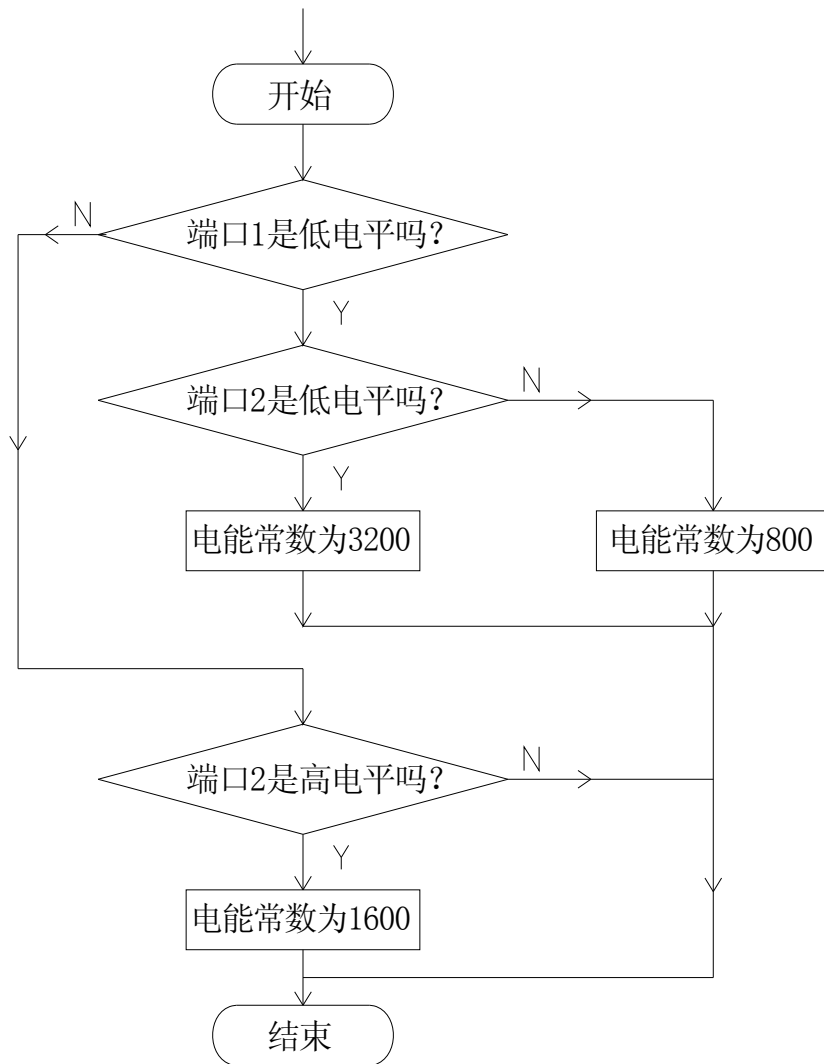 开始
N
端口1是低电平吗？
Y
端口2是低电平吗？
N
Y
电能常数为3200
电能常数为800
端口2是高电平吗？
N
Y
电能常数为1600
结束